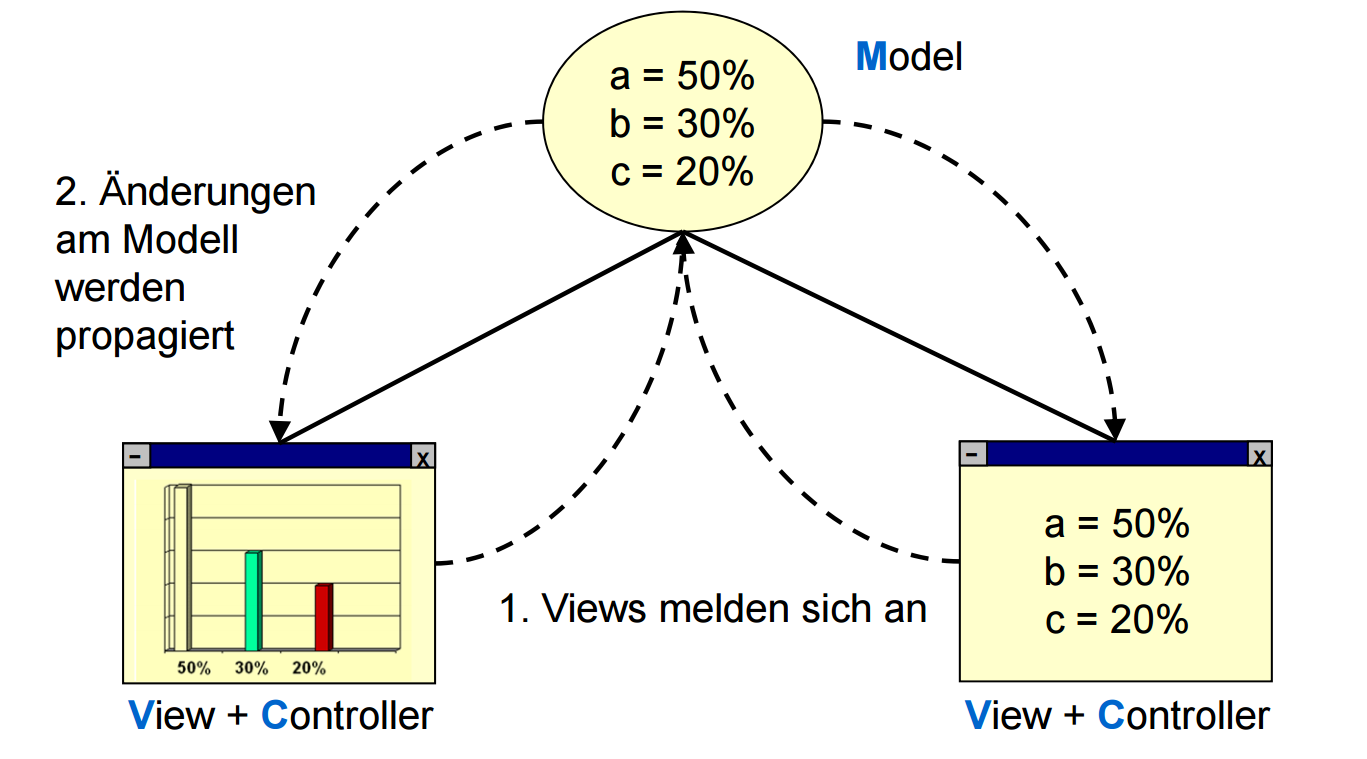 Model
a = 50%
b = 30%
c = 20%
2. Änderungen
am Modell
werden
propagiert
- x
50% 30% 20%
View + Controller
1. Views melden sich an
- x
a = 50%
b = 30%
c = 20%
View + Controller